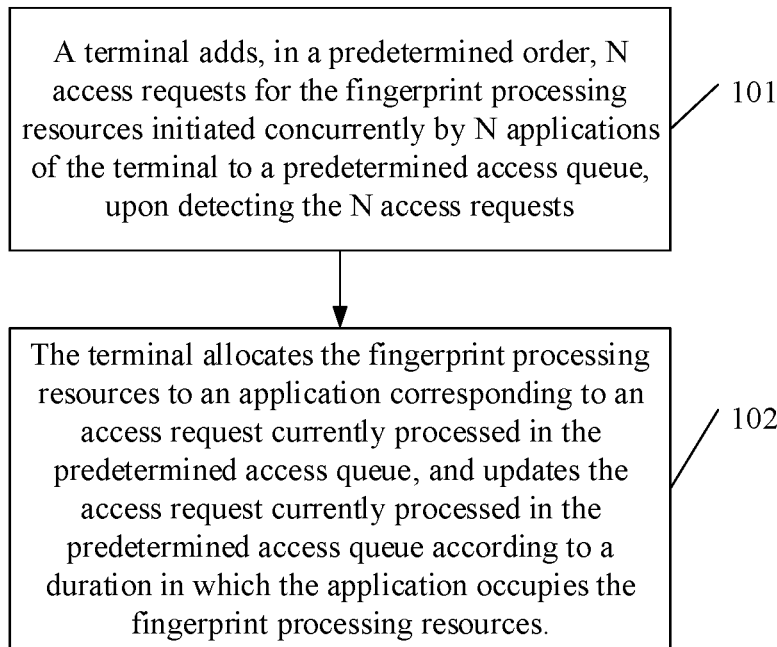 A terminal adds, in a predetermined order, N
access requests for the fingerprint processing
resources initiated concurrently by N applications
of the terminal to a predetermined access queue,
upon detecting the N access requests
101
The terminal allocates the fingerprint processing
resources to an application corresponding to an
access request currently processed in the
predetermined access queue, and updates the
access request currently processed in the
predetermined access queue according to a
duration in which the application occupies the
fingerprint processing resources.
102